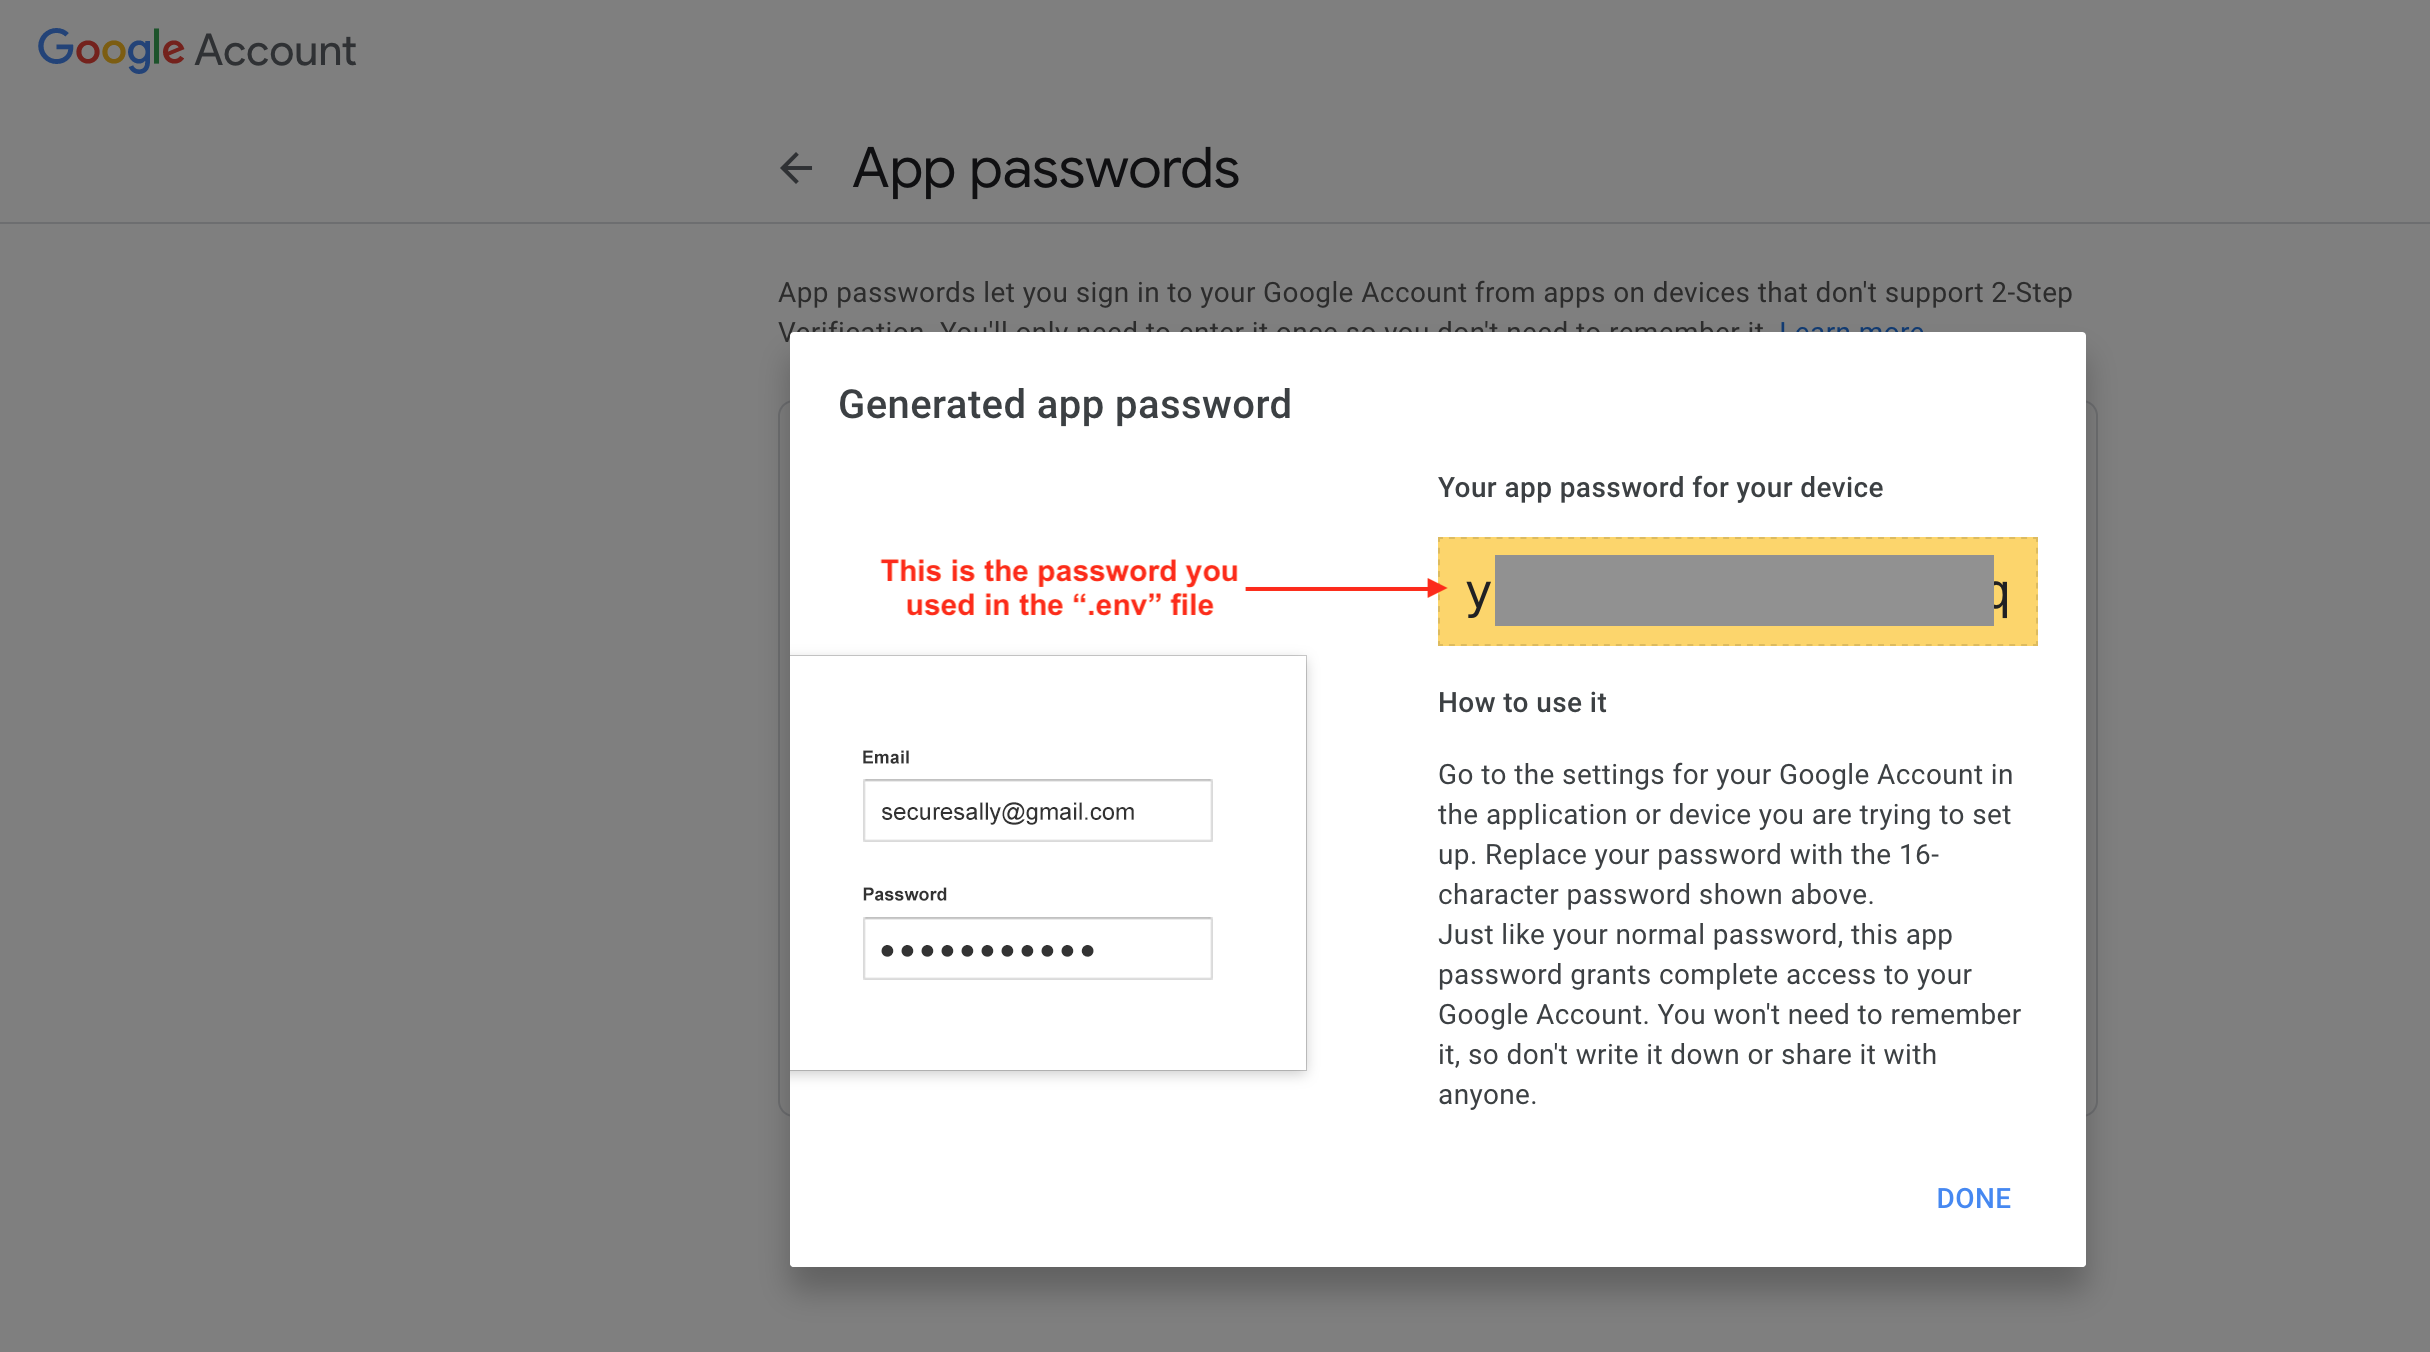 Google Account
App passwords
App passwords let you sign in to your Google Account from apps on devices that don't support 2-Step
Verification. You'll only need to enter it once so you don't need to remember it. Learn more
Generated app password
Your app password for your device
This is the password you
used in the “.env” file
y q
Email
securesally@gmail.com
Password
How to use it
Go to the settings for your Google Account in
the application or device you are trying to set
up. Replace your password with the 16-
character password shown above.
Just like your normal password, this app
password grants complete access to your
Google Account. You won't need to remember
it, so don't write it down or share it with
anyone.
DONE